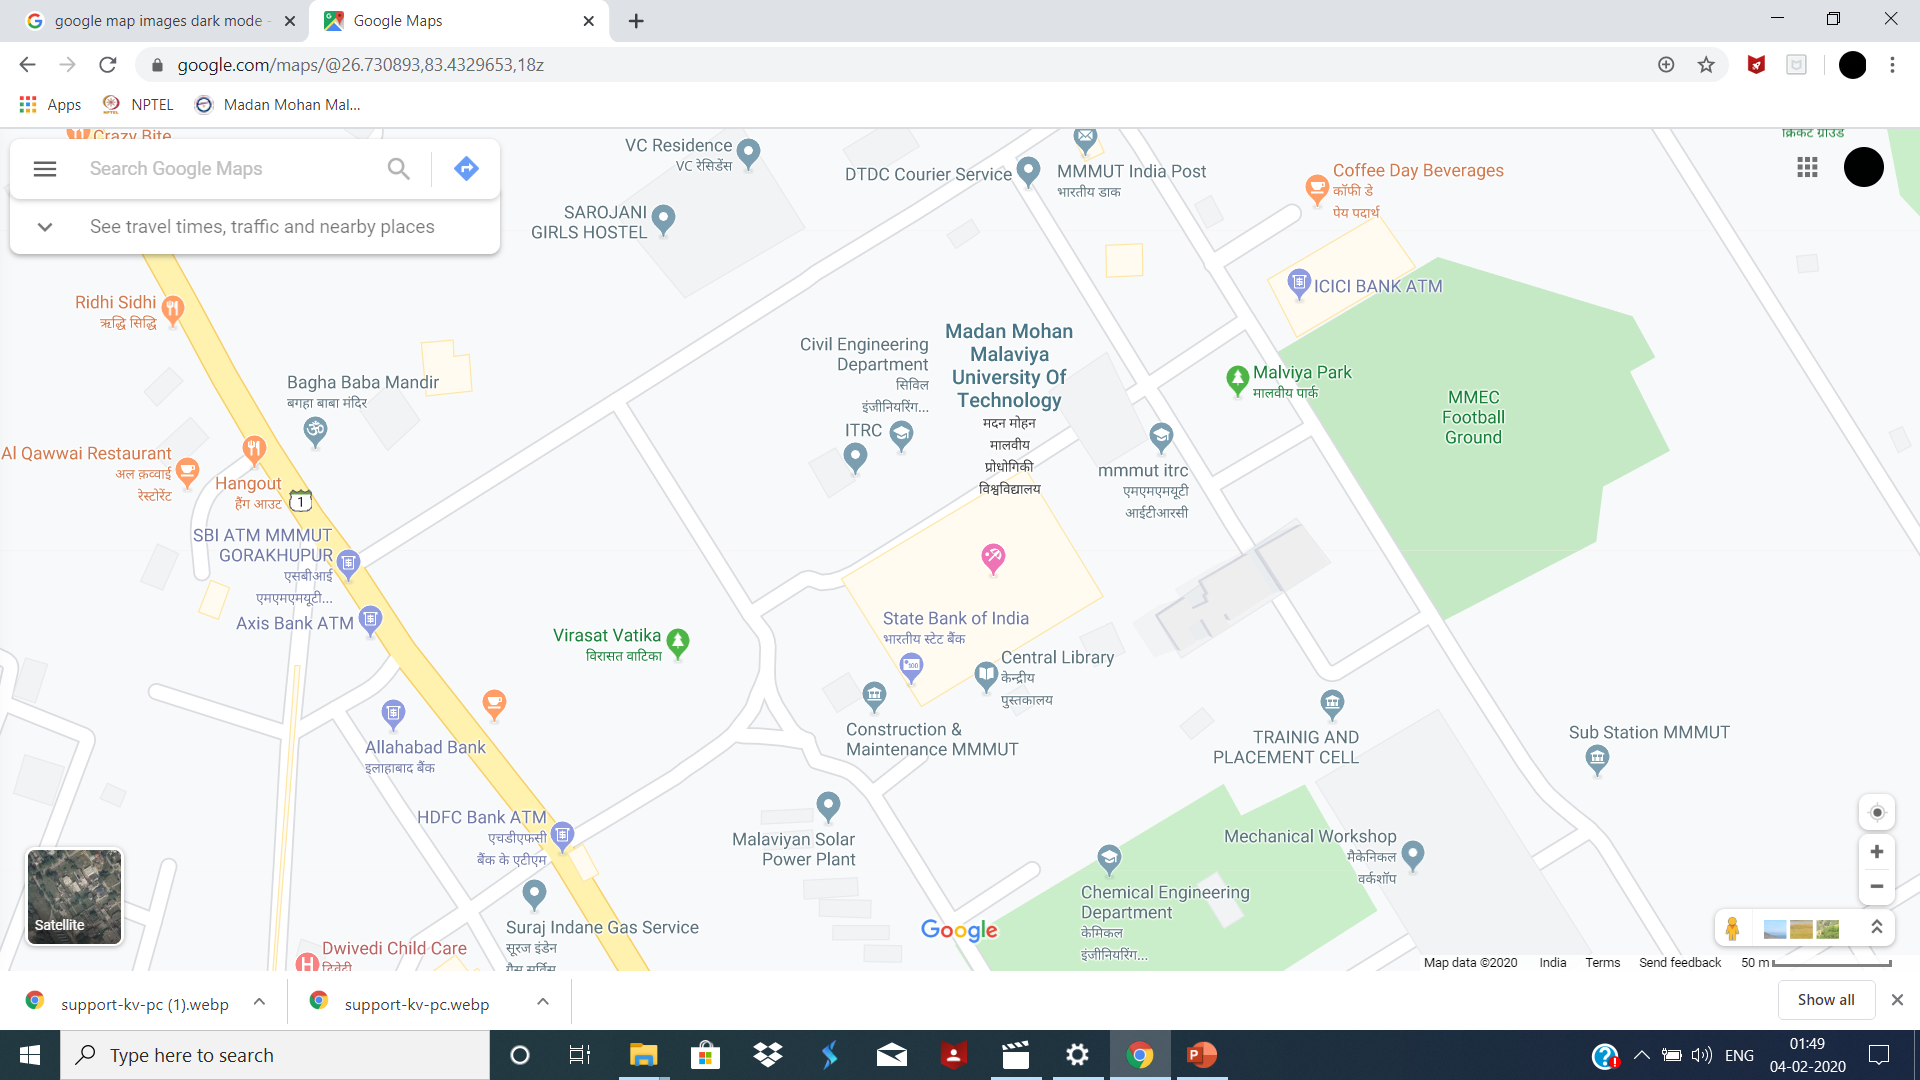 google map images dark mode -
Google Maps
google.com/maps/@26.730893,83.4329653,18z
Apps
NPTEL
Madan Mohan Mal...
Crazy Bite
Search Google Maps
See travel times, traffic and nearby places
VC Residence
VC रेसिडेंस
SAROJANI
GIRLS HOSTEL
DTDC Courier Service
MMMUT India Post
भारतीय डाक
Coffee Day Beverages
कॉफी डे
पेय पदार्थ
क्रिकेट ग्राउंड
ICICI BANK ATM
Ridhi Sidhi
ऋद्धि सिद्धि
Bagha Baba Mandir
बगहा बाबा मंदिर
Civil Engineering
Department
सिविल
इंजीनियरिंग...
ITRC
Madan Mohan
Malaviya
University Of
Technology
मदन मोहन
मालवीय
प्रोधोगिकी
विश्वविद्यालय
Malviya Park
मालवीय पार्क
MMEC
Football
Ground
mmmut itrc
एमएमएमयूटी
आईटीआरसी
Al Qawwai Restaurant
अल क़व्वाई
रेस्टोरेंट
Hangout
हैंग आउट
1
SBI ATM MMMUT
GORAKHUPUR
एसबीआई
एमएमएमयूटी...
Axis Bank ATM
Virasat Vatika
विरासत वाटिका
State Bank of India
भारतीय स्टेट बैंक
Central Library
केन्द्रीय
पुस्तकालय
Construction &
Maintenance MMMUT
Allahabad Bank
इलाहाबाद बैंक
TRAINIG AND
PLACEMENT CELL
Sub Station MMMUT
HDFC Bank ATM
एचडीएफसी
बैंक के एटीएम
Malaviyan Solar
Power Plant
Mechanical Workshop
मैकेनिकल
वर्कशॉप
Chemical Engineering
Department
केमिकल
इंजीनियरिंग...
Suraj Indane Gas Service
सूरज इंडेन
गैस सर्विस
Dwivedi Child Care
द्विवेदी
Satellite
Google
Map data ©2020 India Terms Send feedback 50 m
support-kv-pc (1).webp
support-kv-pc.webp
Show all
Type here to search
ENG
01:49
04-02-2020